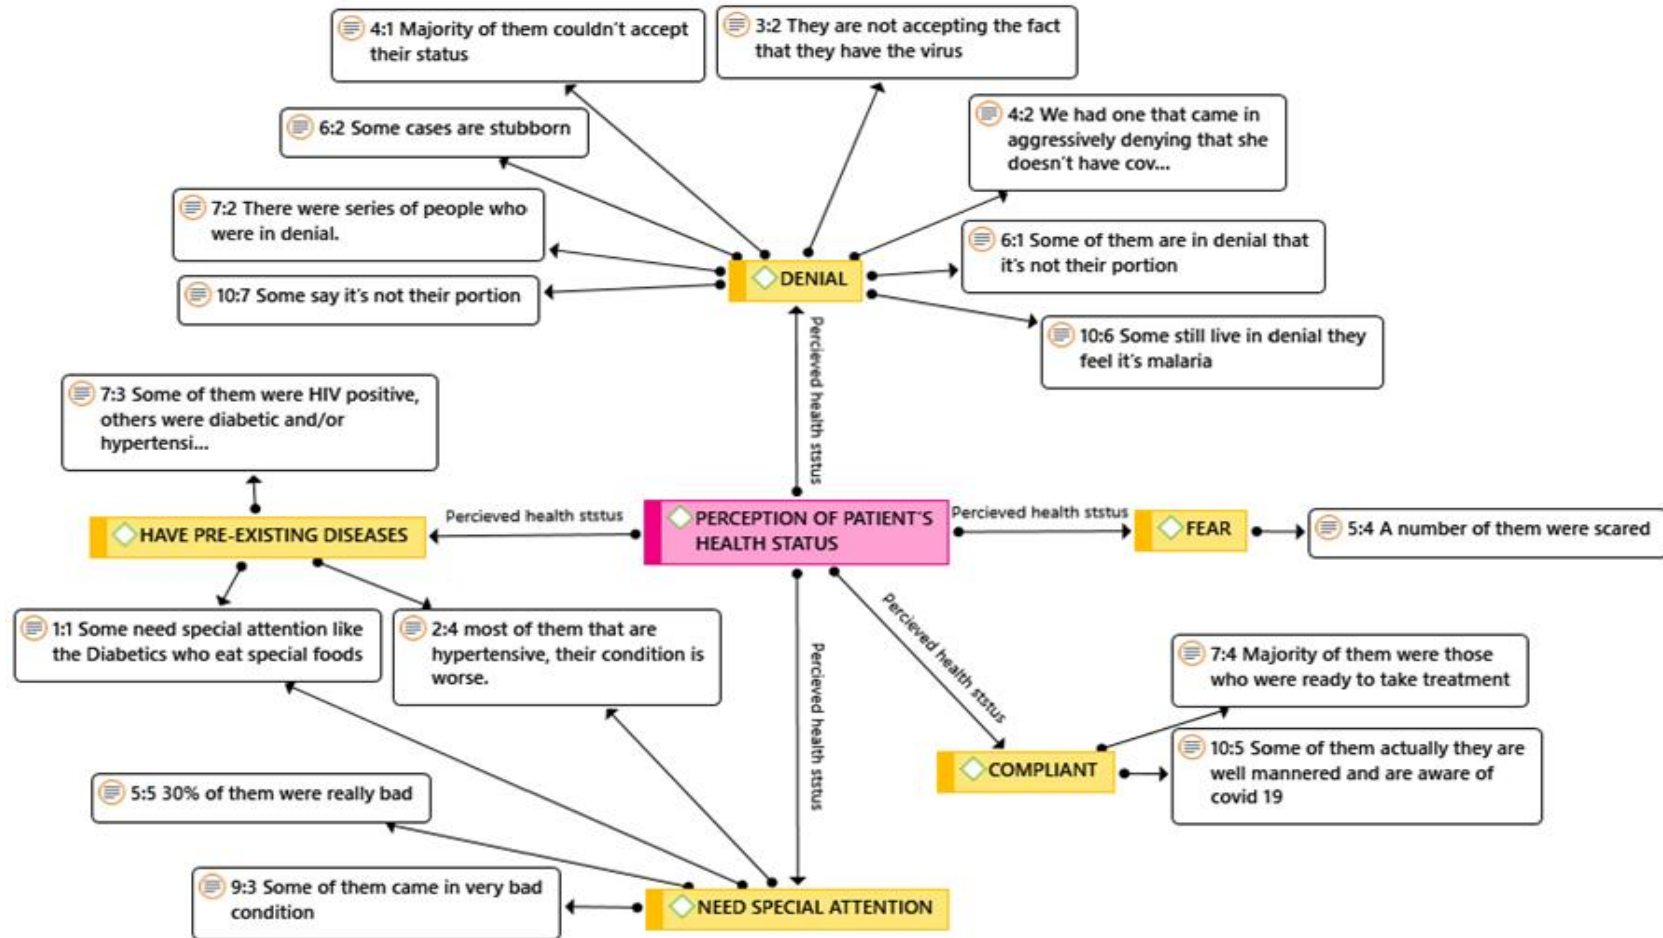 4:1 Majority of them couldn't accept
their status
3:2 They are not accepting the fact
that they have the virus
6:2 Some cases are stubborn
4:2 We had one that came in
aggressively denying that she
doesn't have cov...
7:2 There were series of people who
were in denial.
6:1 Some of them are in denial that
it's not their portion
10:7 Some say it's not their portion
DENIAL
10:6 Some still live in denial they
feel it's malaria
Percieved health ststus
7:3 Some of them were HIV positive,
others were diabetic and/or
hypertensi...
HAVE PRE-EXISTING DISEASES
Percieved health ststus
PERCEPTION OF PATIENT'S
HEALTH STATUS
Percieved health ststus
FEAR
5:4 A number of them were scared
1:1 Some need special attention like
the Diabetics who eat special foods
2:4 most of them that are
hypertensive, their condition is
worse.
Percieved health ststus
Percieved health ststus
7:4 Majority of them were those
who were ready to take treatment
COMPLIANT
10:5 Some of them actually they are
well mannered and are aware of
covid 19
5:5 30% of them were really bad
9:3 Some of them came in very bad
condition
NEED SPECIAL ATTENTION